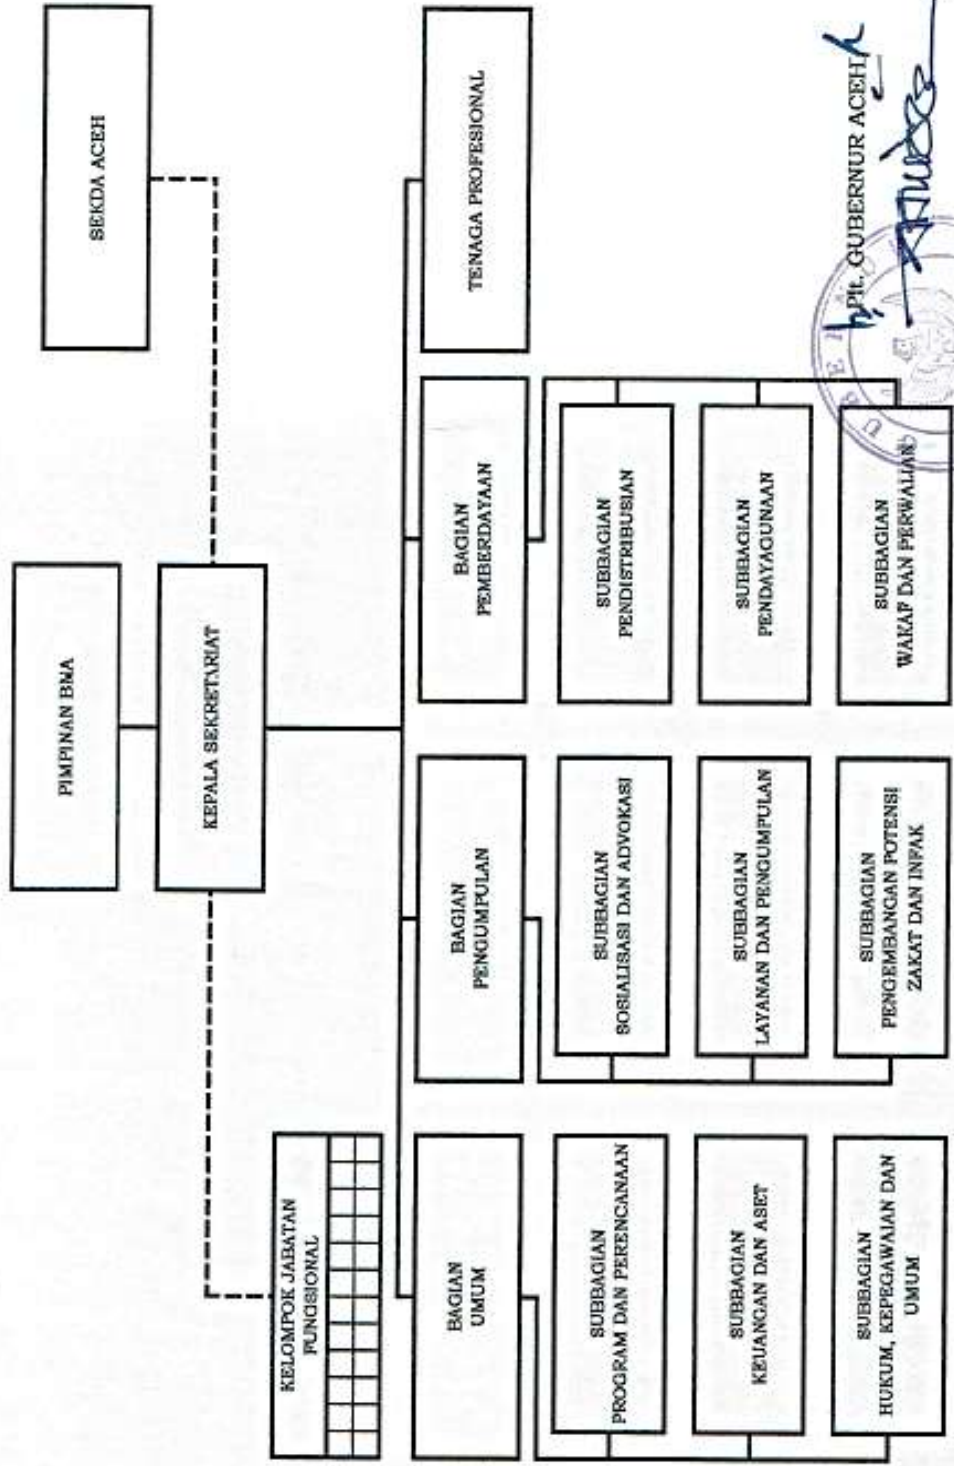 PIMPINAN BNA
SEKDA ACEH
KEPALA SEKRETARIAT
KELOMPOK JABATAN
FUNGSIONAL
BAGIAN
UMUM
BAGIAN
PENGUMPULAN
BAGIAN
PEMBERDAYAAN
TENAGA PROFESIONAL
SUBBAGIAN
PROGRAM DAN PERENCANAAN
SUBBAGIAN
SOSIALISASI DAN ADVOKASI
SUBBAGIAN
PENDISTRIBUSIAN
SUBBAGIAN
KEUANGAN DAN ASET
SUBBAGIAN
LAYANAN DAN PENGUMPULAN
SUBBAGIAN
PENDAYAGUNAAN
SUBBAGIAN
HUKUM, KEPEGAWAIAN DAN
UMUM
SUBBAGIAN
PENGEMBANGAN POTENSI
ZAKAT DAN INFAK
SUBBAGIAN
WAKAF DAN PERWALIAN
Plt. GUBERNUR ACEH